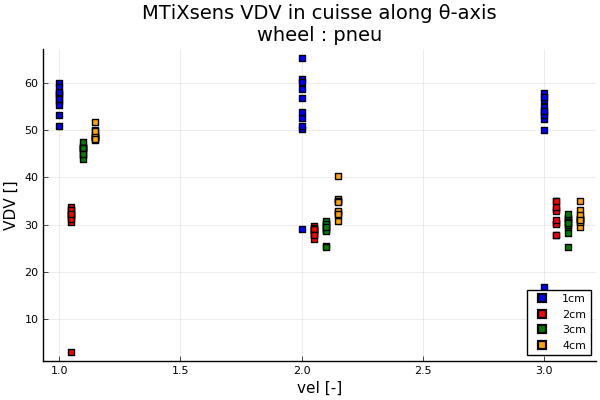 MTiXsens VDV in cuisse along θ-axis
wheel : pneu
60
50
40
30
20
10
VDV []
1.0
1.5
2.0
2.5
3.0
vel [-]
1cm
2cm
3cm
4cm